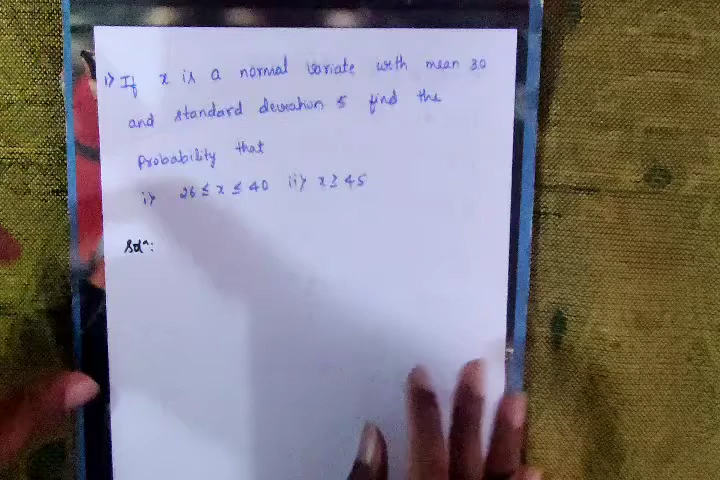 1) If x is a normal variate with mean 30
and standard deviation 5 find the
Probability that
i) 26 ≤ x ≤ 40 ii) x ≥ 45
Solⁿ: